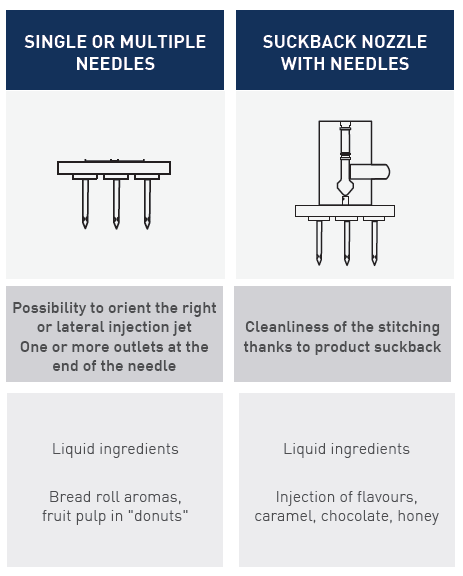 SINGLE OR MULTIPLE
NEEDLES
Possibility to orient the right
or lateral injection jet
One or more outlets at the
end of the needle
Liquid ingredients
Bread roll aromas,
fruit pulp in "donuts"
SUCKBACK NOZZLE
WITH NEEDLES
Cleanliness of the stitching
thanks to product suckback
Liquid ingredients
Injection of flavours,
caramel, chocolate, honey